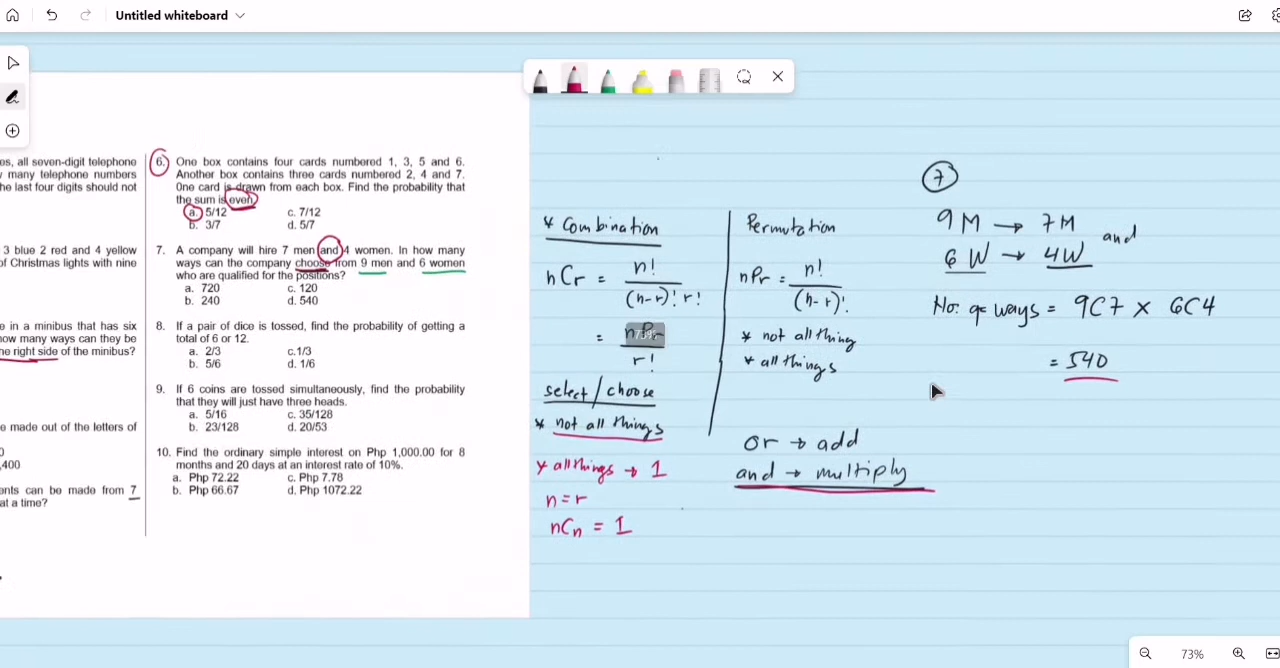 Untitled whiteboard
es, all seven-digit telephone
many telephone numbers
he last four digits should not
3 blue 2 red and 4 yellow
of Christmas lights with nine
e in a minibus that has six
how many ways can they be
he right side of the minibus?
e made out of the letters of
0
,400
ents can be made from 7
at a time?
6. One box contains four cards numbered 1, 3, 5 and 6.
Another box contains three cards numbered 2, 4 and 7.
One card is drawn from each box. Find the probability that
the sum is even.
a. 5/12 c. 7/12
b. 3/7 d. 5/7
7. A company will hire 7 men and 4 women. In how many
ways can the company choose from 9 men and 6 women
who are qualified for the positions?
a. 720 c. 120
b. 240 d. 540
8. If a pair of dice is tossed, find the probability of getting a
total of 6 or 12.
a. 2/3 c.1/3
b. 5/6 d. 1/6
9. If 6 coins are tossed simultaneously, find the probability
that they will just have three heads.
a. 5/16 c. 35/128
b. 23/128 d. 20/53
10. Find the ordinary simple interest on Php 1,000.00 for 8
months and 20 days at an interest rate of 10%.
a. Php 72.22 c. Php 7.78
b. Php 66.67 d. Php 1072.22
* Combination
nCr = n!
(n-r)! r!
= nPr
r!
select/choose
* not all things
* all things → 1
n=r
nCn = 1
Permutation
nPr = n!
(n-r)!
* not all thing
* all things
or → add
and → multiply
7
9 M → 7M
and
6 W → 4W
No. of ways = 9C7 × 6C4
= 540
73%